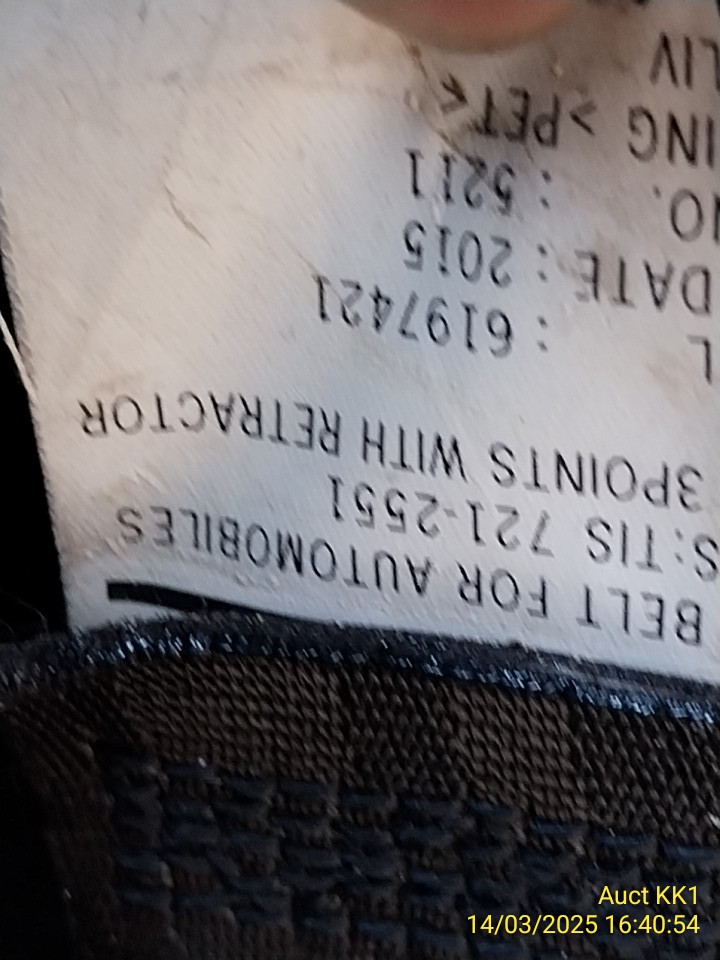 BELT FOR AUTOMOBILES
S:TIS 721-2551
3POINTS WITH RETRACTOR
L : 6197421
DATE : 2015
NO. : 5211
ING >PET<
LIV
Auct KK1
14/03/2025 16:40:54